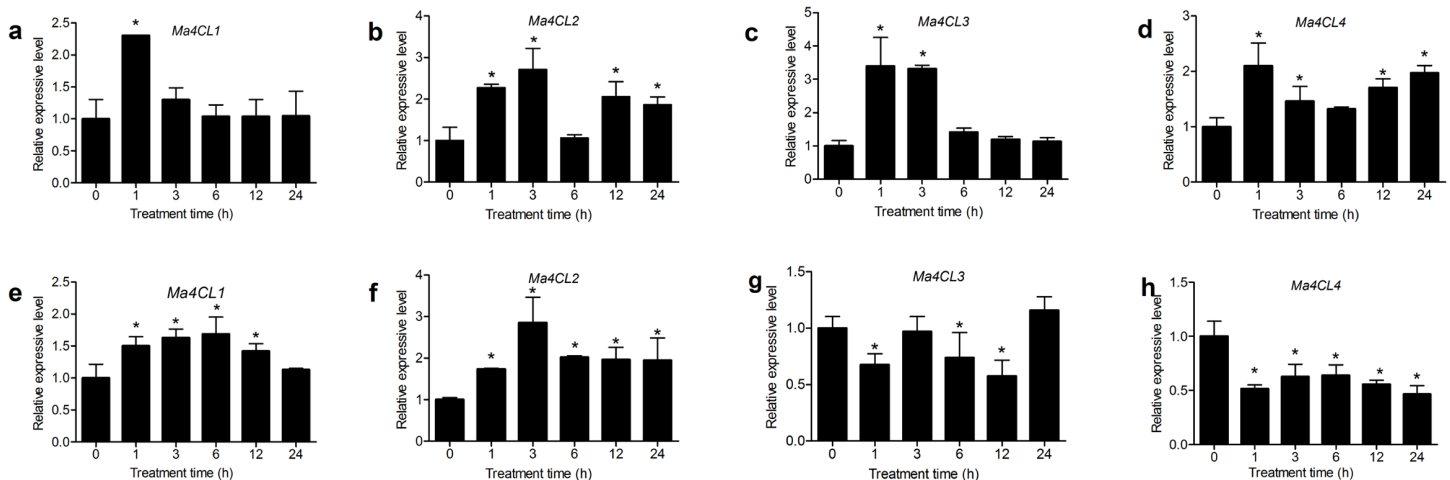 a
Ma4CL1
Relative expressive level
2.5
2.0
1.5
1.0
0.5
0.0
*
0 1 3 6 12 24
Treatment time (h)
b
Ma4CL2
Relative expressive level
4
3
2
1
0
* * * *
0 1 3 6 12 24
Treatment time (h)
c
Ma4CL3
Relative expressive level
5
4
3
2
1
0
* *
0 1 3 6 12 24
Treatment time (h)
d
Ma4CL4
Relative expressive level
3
2
1
0
* * * *
0 1 3 6 12 24
Treatment time (h)
e
Ma4CL1
Relative expressive level
2.5
2.0
1.5
1.0
0.5
0.0
* * * *
0 1 3 6 12 24
Treatment time (h)
f
Ma4CL2
Relative expressive level
4
3
2
1
0
* * * * *
0 1 3 6 12 24
Treatment time (h)
g
Ma4CL3
Relative expressive level
1.5
1.0
0.5
0.0
* * *
0 1 3 6 12 24
Treatment time (h)
h
Ma4CL4
Relative expressive level
1.5
1.0
0.5
0.0
* * * * *
0 1 3 6 12 24
Treatment time (h)